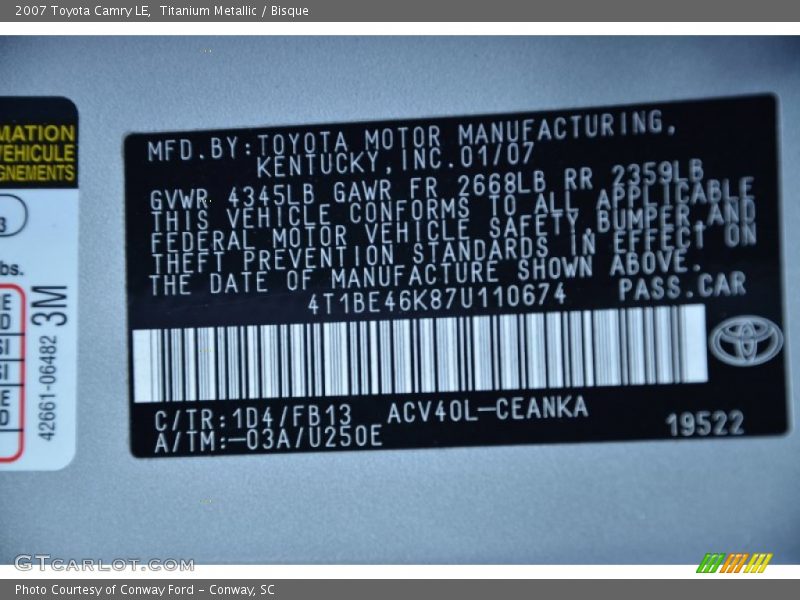 2007 Toyota Camry LE,  Titanium Metallic / Bisque
MATION
VEHICULE
GNEMENTS
3
bs.
42661-06482 3M
MFD.BY:TOYOTA MOTOR MANUFACTURING,
KENTUCKY,INC.01/07
GVWR 4345LB GAWR FR 2668LB RR 2359LB
THIS VEHICLE CONFORMS TO ALL APPLICABLE
FEDERAL MOTOR VEHICLE SAFETY,BUMPER,AND
THEFT PREVENTION STANDARDS IN EFFECT ON
THE DATE OF MANUFACTURE SHOWN ABOVE.
4T1BE46K87U110674 PASS.CAR
C/TR:1D4/FB13 ACV40L-CEANKA
A/TM:-03A/U250E
19522
GTCARLOT.COM
Photo Courtesy of Conway Ford - Conway, SC